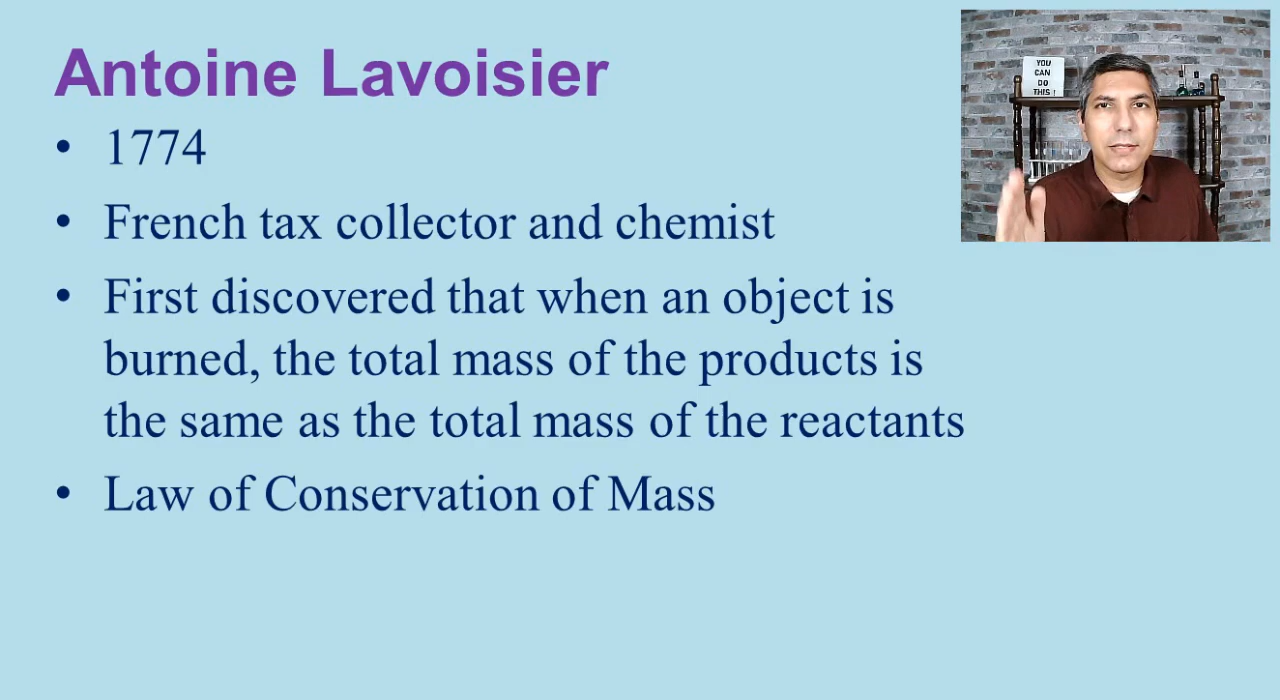 Antoine Lavoisier
• 1774
• French tax collector and chemist
• First discovered that when an object is
burned, the total mass of the products is
the same as the total mass of the reactants
• Law of Conservation of Mass
YOU
CAN
DO
THIS !